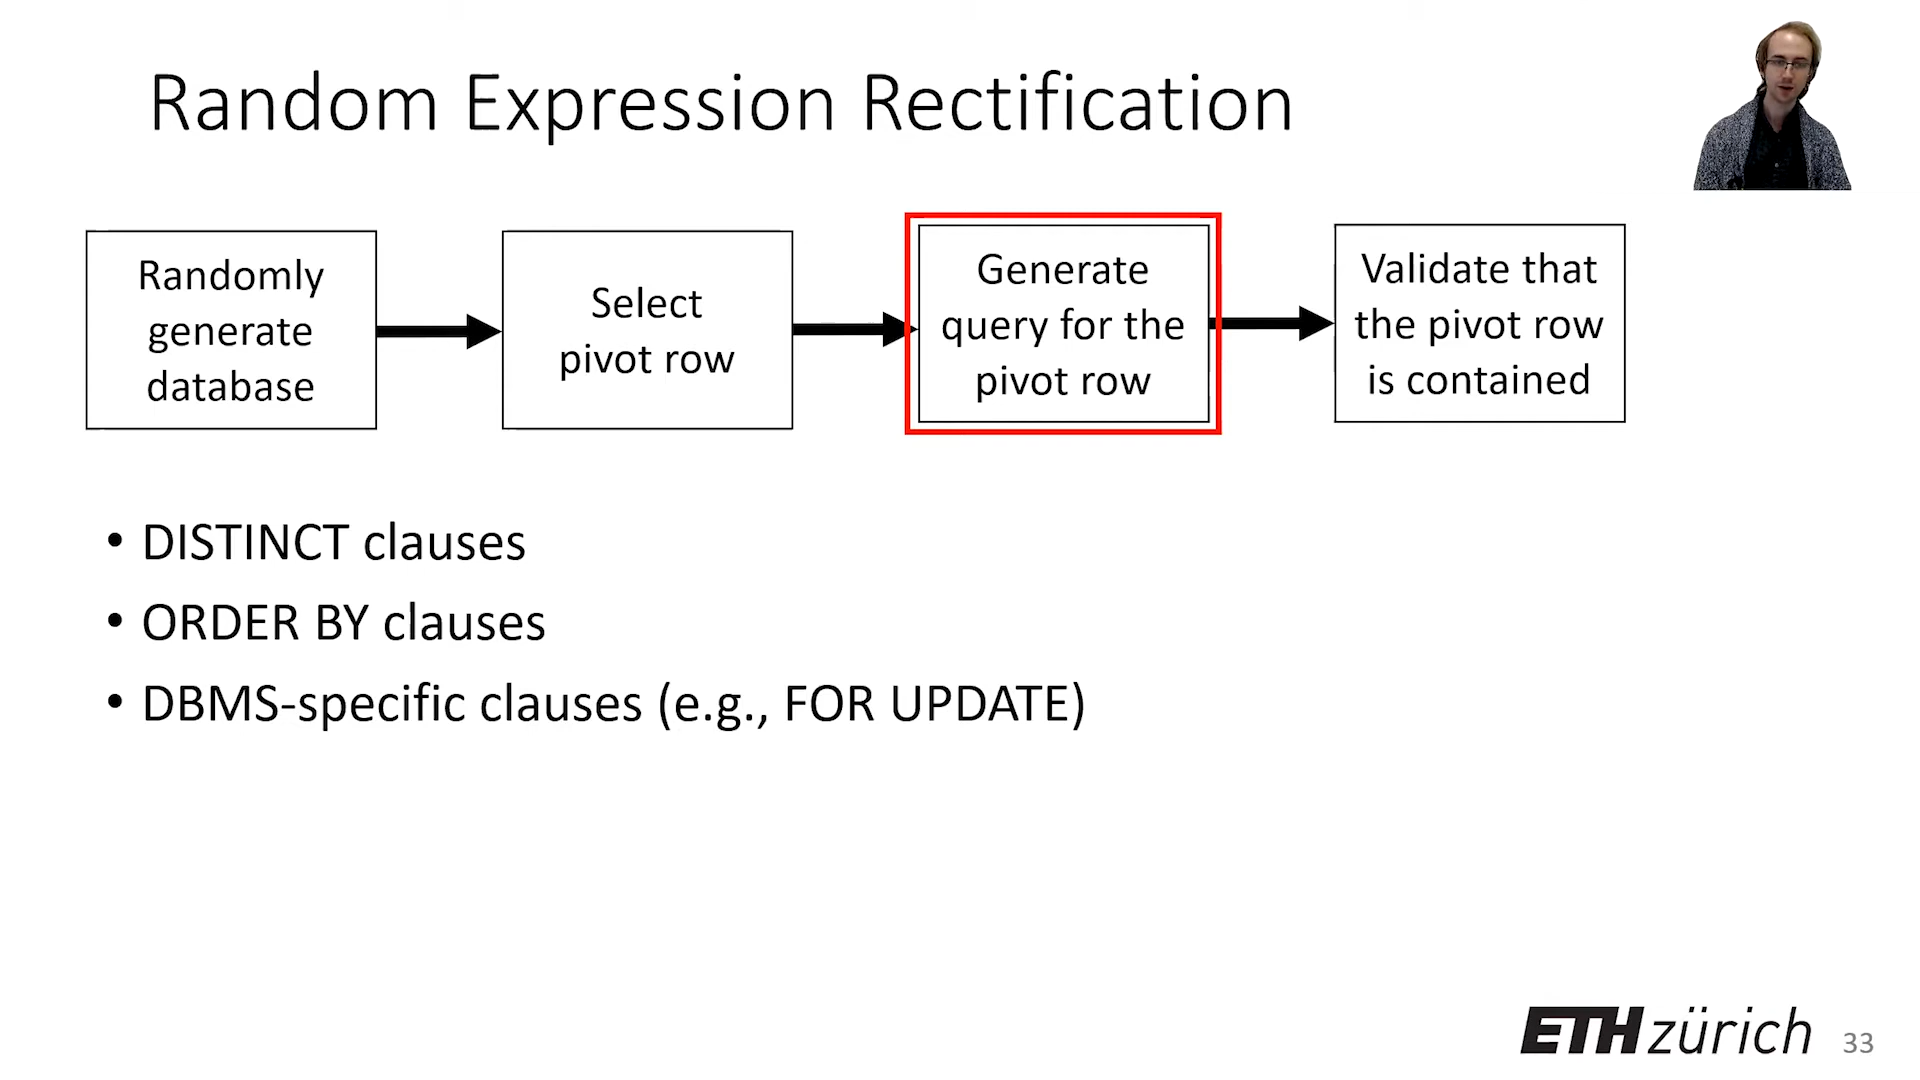 Random Expression Rectification
Randomly
generate
database
Select
pivot row
Generate
query for the
pivot row
Validate that
the pivot row
is contained
• DISTINCT clauses
• ORDER BY clauses
• DBMS-specific clauses (e.g., FOR UPDATE)
ETH zürich
33